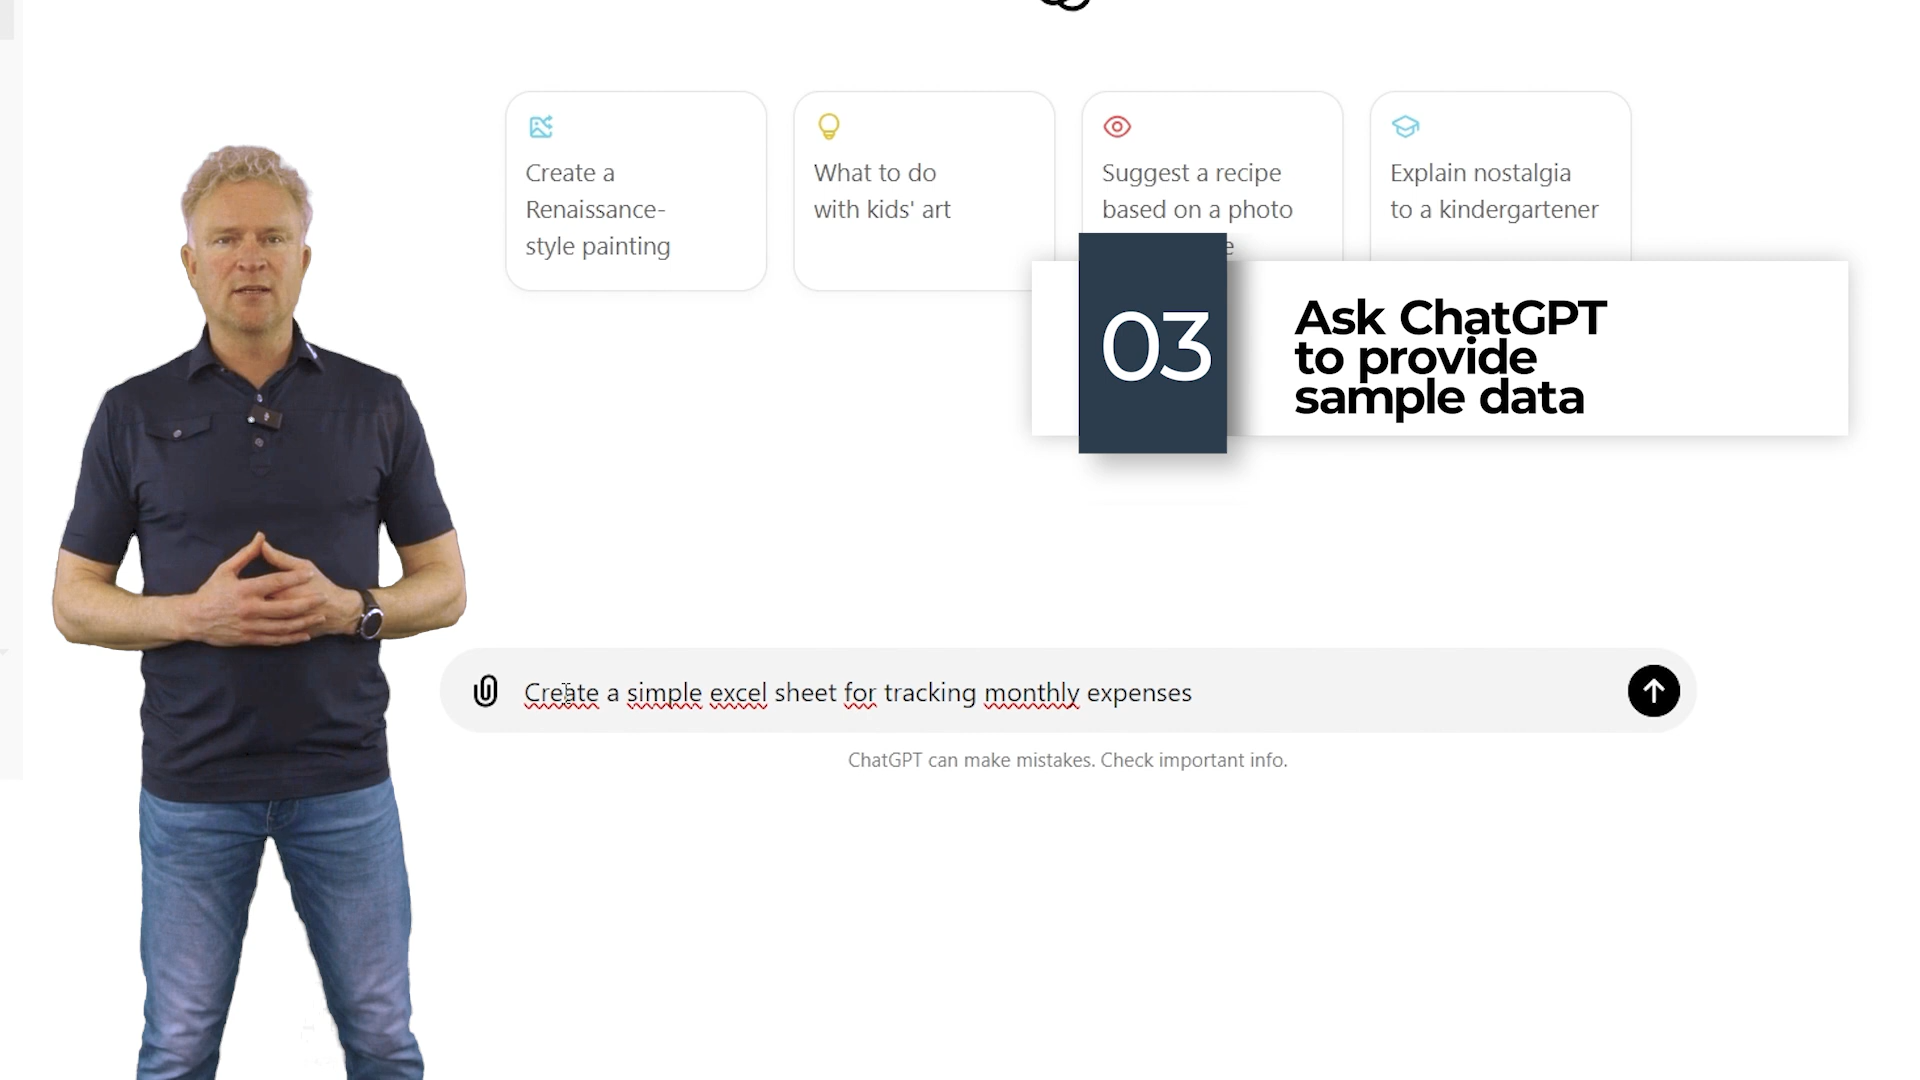 Create a
Renaissance-
style painting
What to do
with kids' art
Suggest a recipe
based on a photo
e
Explain nostalgia
to a kindergartener
03
Ask ChatGPT
to provide
sample data
Create a simple excel sheet for tracking monthly expenses
ChatGPT can make mistakes. Check important info.